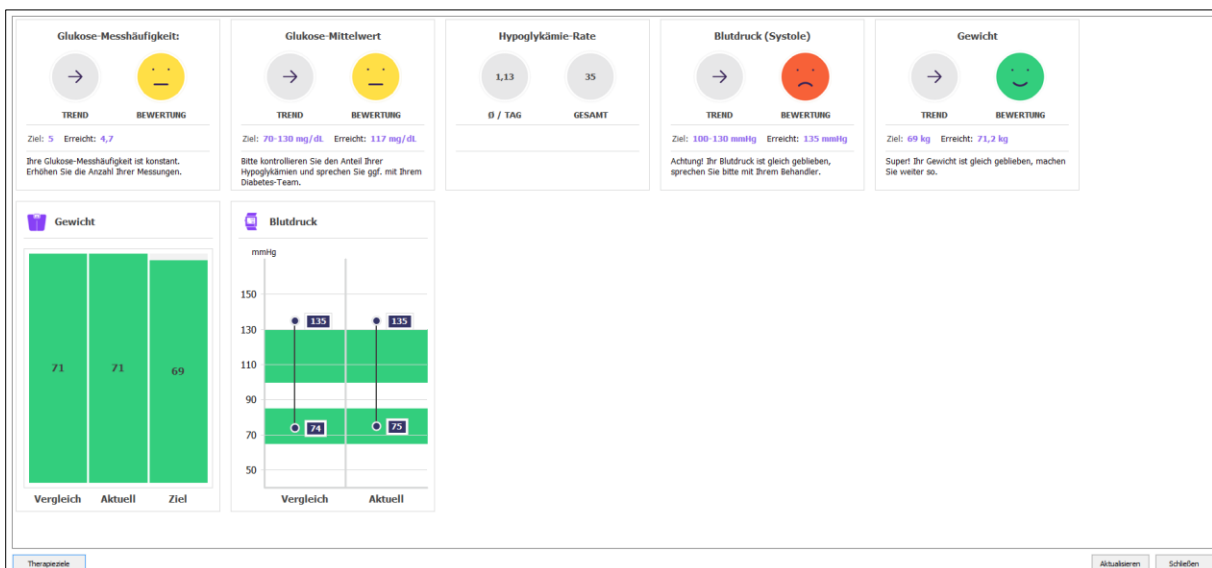 Glukose-Messhäufigkeit:
TREND
BEWERTUNG
Ziel: 5 Erreicht: 4,7
Ihre Glukose-Messhäufigkeit ist konstant.
Erhöhen Sie die Anzahl Ihrer Messungen.
Glukose-Mittelwert
TREND
BEWERTUNG
Ziel: 70-130 mg/dL Erreicht: 117 mg/dL
Bitte kontrollieren Sie den Anteil Ihrer
Hypoglykämien und sprechen Sie ggf. mit Ihrem
Diabetes-Team.
Hypoglykämie-Rate
1,13
35
Ø / TAG
GESAMT
Blutdruck (Systole)
TREND
BEWERTUNG
Ziel: 100-130 mmHg Erreicht: 135 mmHg
Achtung! Ihr Blutdruck ist gleich geblieben,
sprechen Sie bitte mit Ihrem Behandler.
Gewicht
TREND
BEWERTUNG
Ziel: 69 kg Erreicht: 71,2 kg
Super! Ihr Gewicht ist gleich geblieben, machen
Sie weiter so.
Gewicht
71
71
69
Vergleich
Aktuell
Ziel
Blutdruck
mmHg
150
130
110
90
70
50
135
135
74
75
Vergleich
Aktuell
Therapieziele
Aktualisieren
Schließen